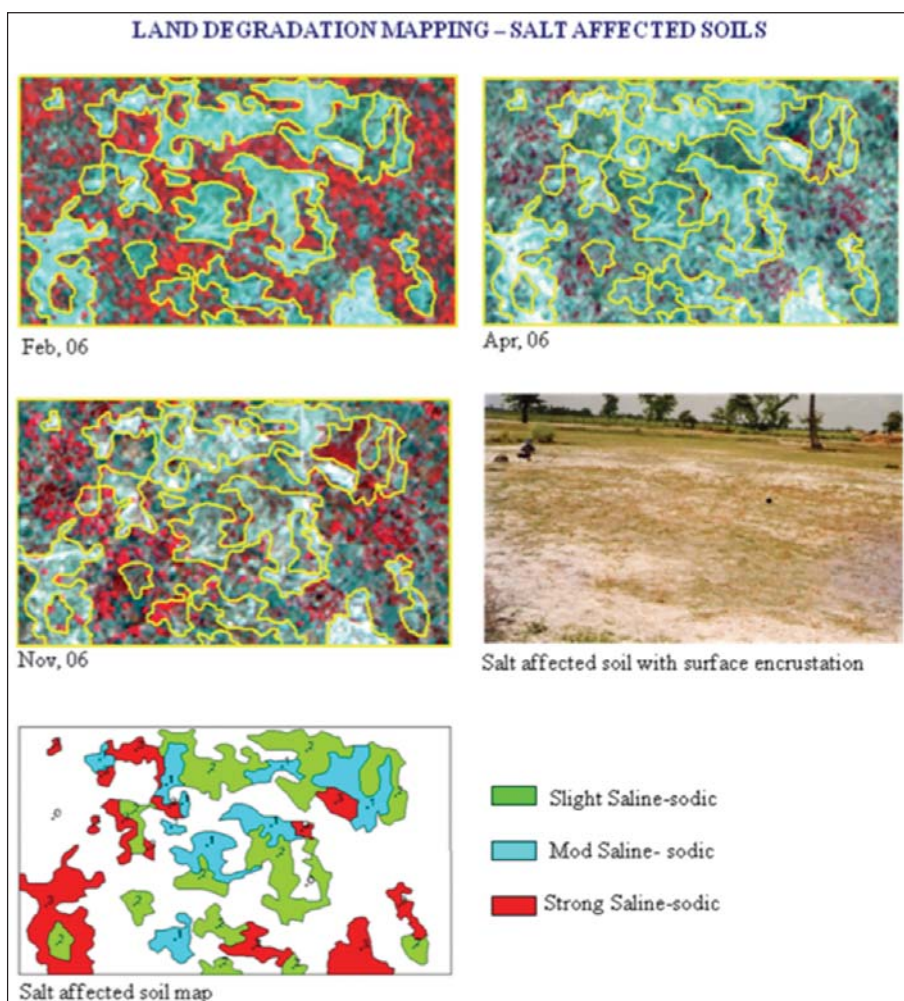 LAND DEGRADATION MAPPING – SALT AFFECTED SOILS
Feb, 06
Apr, 06
Nov, 06
Salt affected soil with surface encrustation
Slight Saline-sodic
Mod Saline- sodic
Strong Saline-sodic
Salt affected soil map